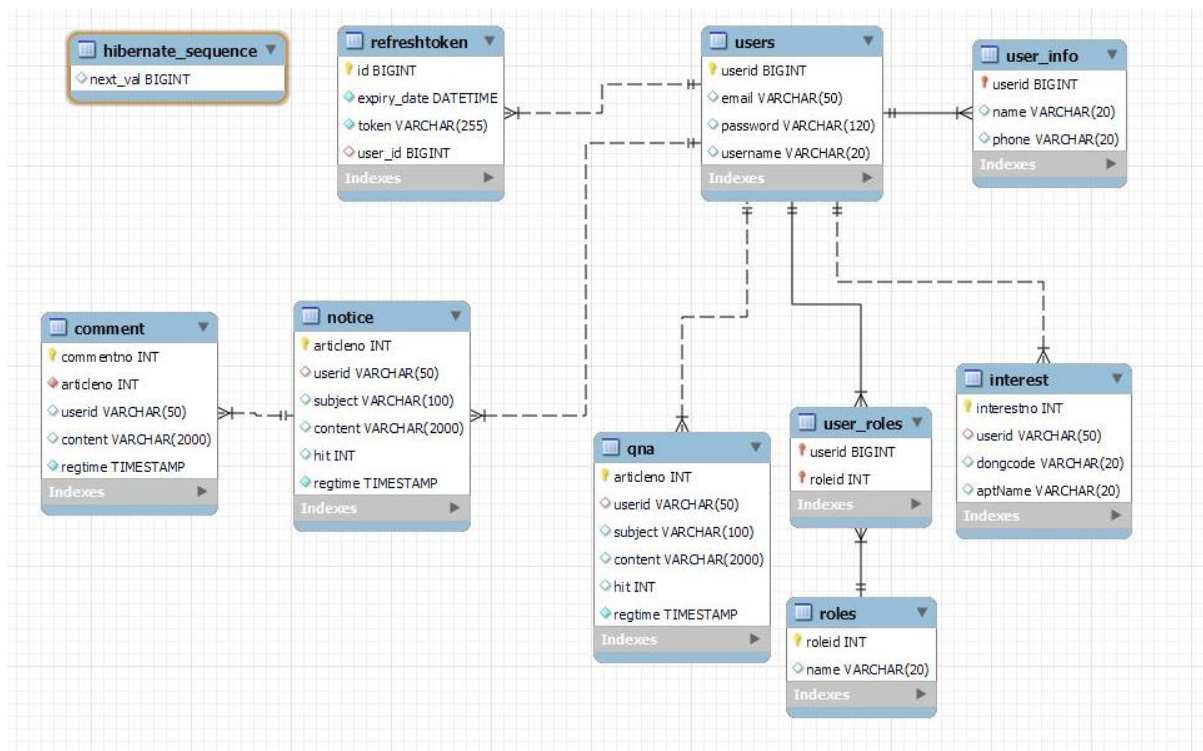 hibernate_sequence
next_val BIGINT
refreshtoken
id BIGINT
expiry_date DATETIME
token VARCHAR(255)
user_id BIGINT
Indexes
users
userid BIGINT
email VARCHAR(50)
password VARCHAR(120)
username VARCHAR(20)
Indexes
user_info
userid BIGINT
name VARCHAR(20)
phone VARCHAR(20)
Indexes
comment
commentno INT
articleno INT
userid VARCHAR(50)
content VARCHAR(2000)
regtime TIMESTAMP
Indexes
notice
articleno INT
userid VARCHAR(50)
subject VARCHAR(100)
content VARCHAR(2000)
hit INT
regtime TIMESTAMP
Indexes
qna
articleno INT
userid VARCHAR(50)
subject VARCHAR(100)
content VARCHAR(2000)
hit INT
regtime TIMESTAMP
Indexes
user_roles
userid BIGINT
roleid INT
Indexes
interest
interestno INT
userid VARCHAR(50)
dongcode VARCHAR(20)
aptName VARCHAR(20)
Indexes
roles
roleid INT
name VARCHAR(20)
Indexes